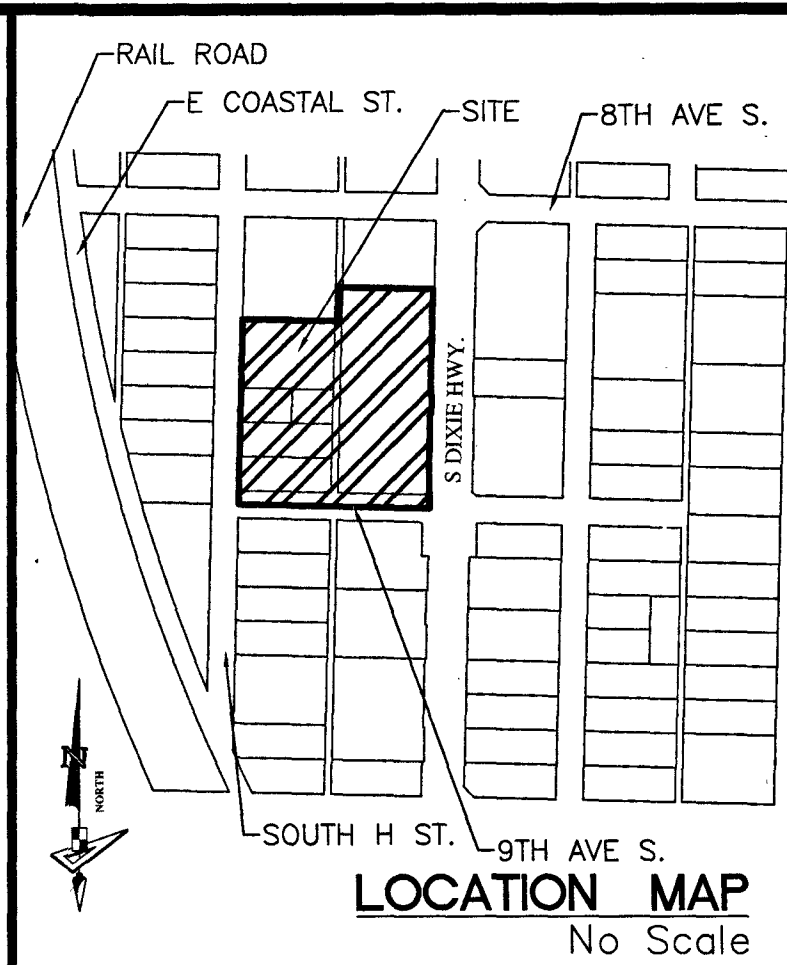 RAIL ROAD
E COASTAL ST.
SITE
8TH AVE S.
S DIXIE HWY.
N
NORTH
SOUTH H ST.
9TH AVE S.
LOCATION MAP
No Scale